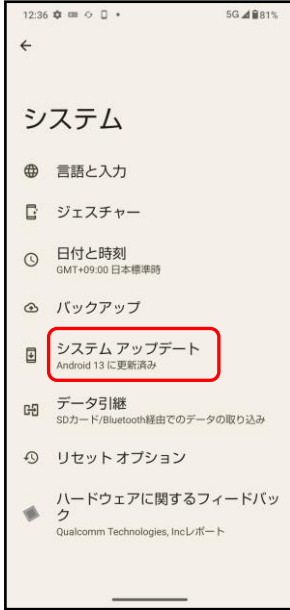 12:36 5G 81%
システム
言語と入力
ジェスチャー
日付と時刻
GMT+09:00 日本標準時
バックアップ
システム アップデート
Android 13 に更新済み
データ引継
SDカード/Bluetooth経由でのデータの取り込み
リセット オプション
ハードウェアに関するフィードバッ
ク
Qualcomm Technologies, Incレポート